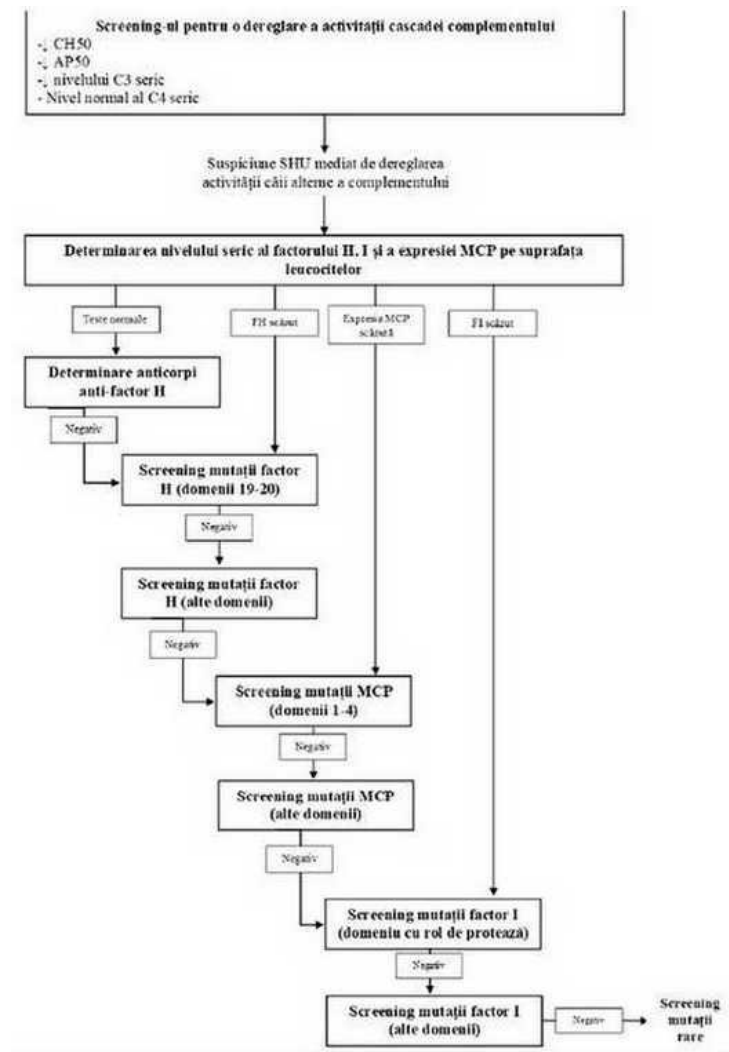 Screening-ul pentru o dereglare a activității cascadei complementului
-↓ CH50
-↓ AP50
-↓ nivelului C3 seric
- Nivel normal al C4 seric
Suspiciune SHU mediat de dereglarea
activității căii alterne a complementului
Determinarea nivelului seric al factorului H, I și a expresiei MCP pe suprafața
leucocitelor
Teste normale
FH scăzut
Expresia MCP
scăzută
FI scăzut
Determinare anticorpi
anti-factor H
Negativ
Screening mutații factor
H (domenii 19-20)
Negativ
Screening mutații factor
H (alte domenii)
Negativ
Screening mutații MCP
(domenii 1-4)
Negativ
Screening mutații MCP
(alte domenii)
Negativ
Screening mutații factor I
(domeniu cu rol de protează)
Negativ
Screening mutații factor I
(alte domenii)
Negativ
Screening
mutații
rare